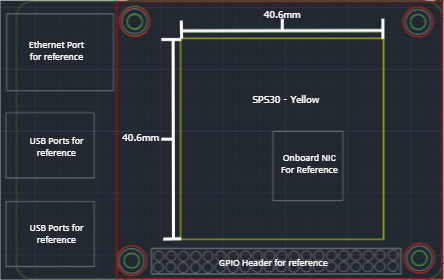 40.6mm
Ethernet Port
for reference
SPS30 - Yellow
40.6mm
USB Ports for
reference
Onboard NIC
For Reference
USB Ports for
reference
GPIO Header for reference